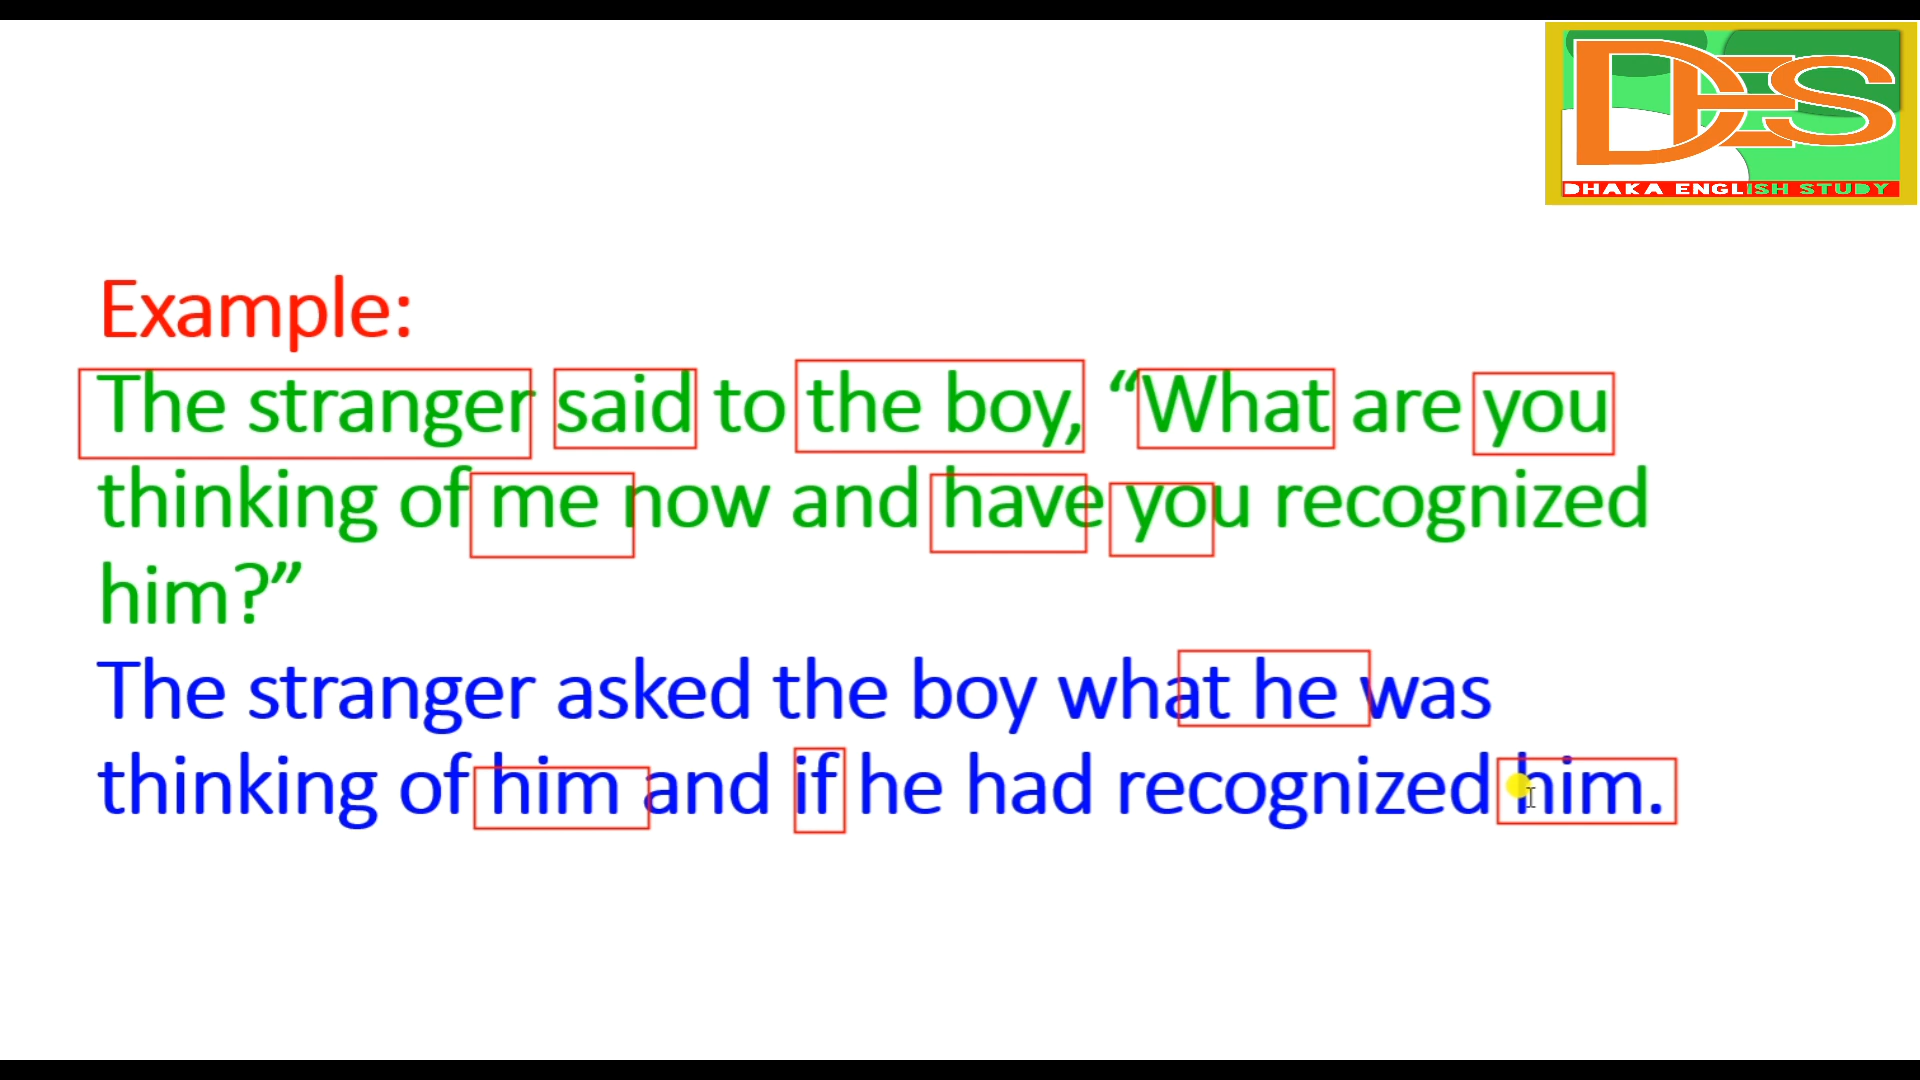 DES
DHAKA ENGLISH STUDY
Example:
The stranger said to the boy, “What are you
thinking of me now and have you recognized
him?”
The stranger asked the boy what he was
thinking of him and if he had recognized him.